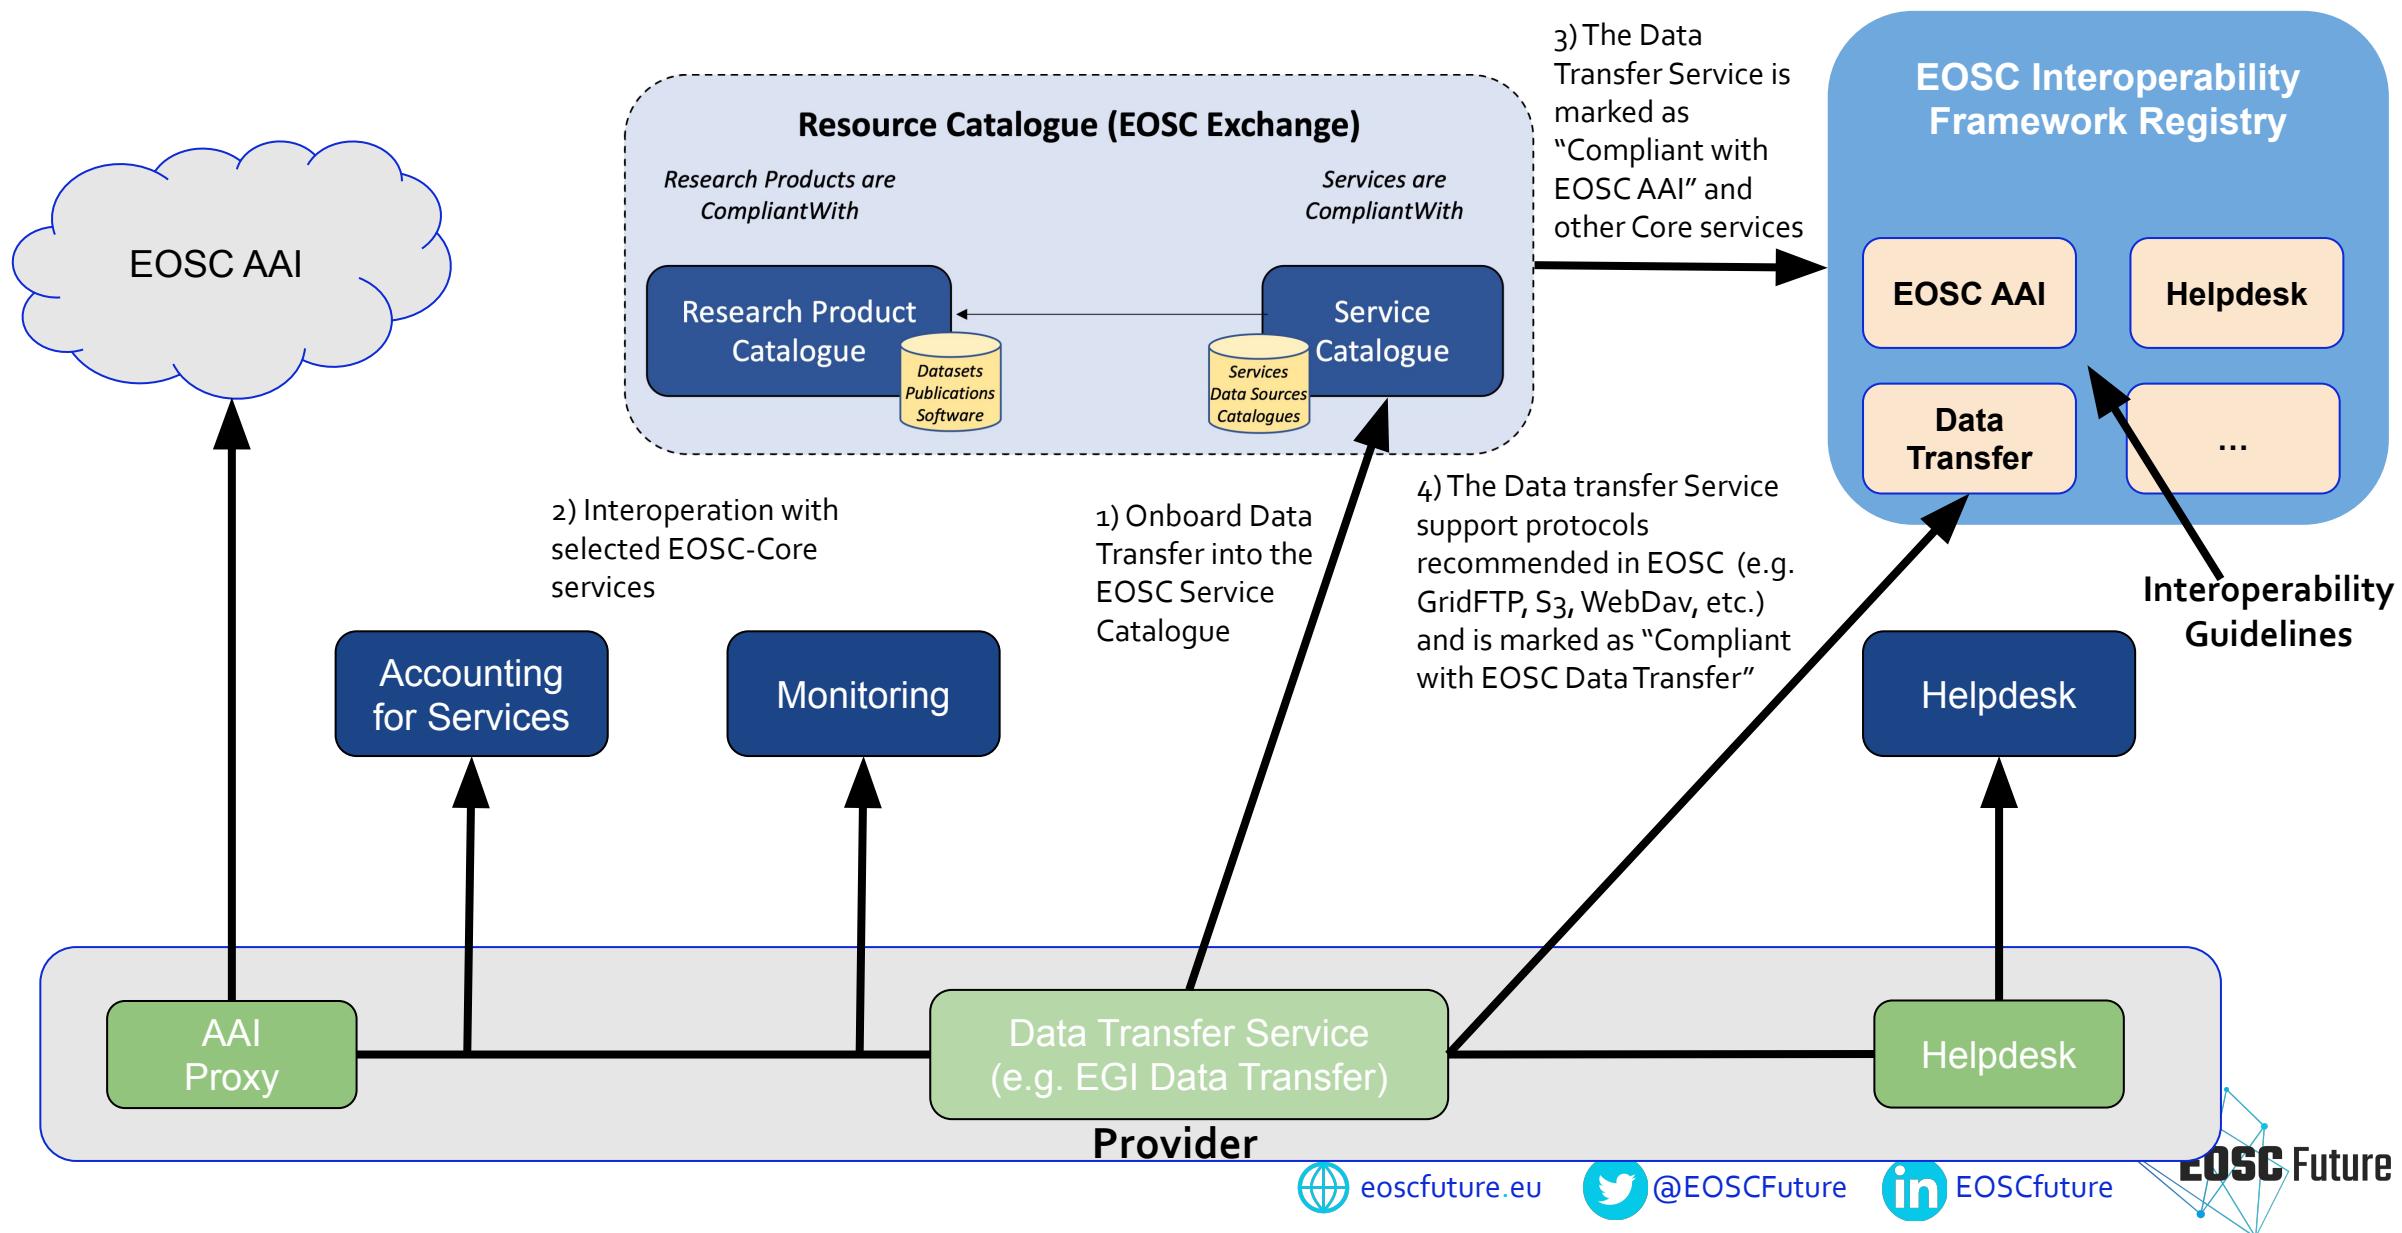 3) The Data
Transfer Service is
marked as
“Compliant with
EOSC AAI” and
other Core services
EOSC Interoperability
Framework Registry
EOSC AAI
Helpdesk
Data
Transfer
...
Interoperability
Guidelines
Resource Catalogue (EOSC Exchange)
Research Products are
CompliantWith
Services are
CompliantWith
Research Product
Catalogue
Datasets
Publications
Software
Service
Catalogue
Services
Data Sources
Catalogues
EOSC AAI
2) Interoperation with
selected EOSC-Core
services
1) Onboard Data
Transfer into the
EOSC Service
Catalogue
4) The Data transfer Service
support protocols
recommended in EOSC (e.g.
GridFTP, S3, WebDav, etc.)
and is marked as “Compliant
with EOSC Data Transfer”
Accounting
for Services
Monitoring
Helpdesk
AAI
Proxy
Data Transfer Service
(e.g. EGI Data Transfer)
Helpdesk
Provider
eoscfuture.eu
@EOSCFuture
in
EOSCfuture
EOSC Future